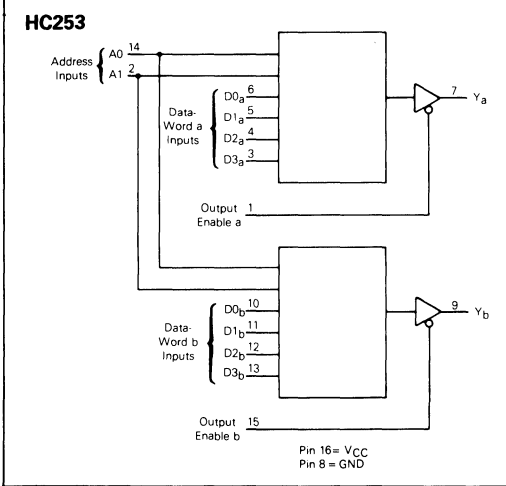 HC253
Address Inputs
A0 14
A1 2
Data-Word a Inputs
D0a 6
D1a 5
D2a 4
D3a 3
7 Ya
Output Enable a 1
Data-Word b Inputs
D0b 10
D1b 11
D2b 12
D3b 13
9 Yb
Output Enable b 15
Pin 16= VCC
Pin 8 = GND